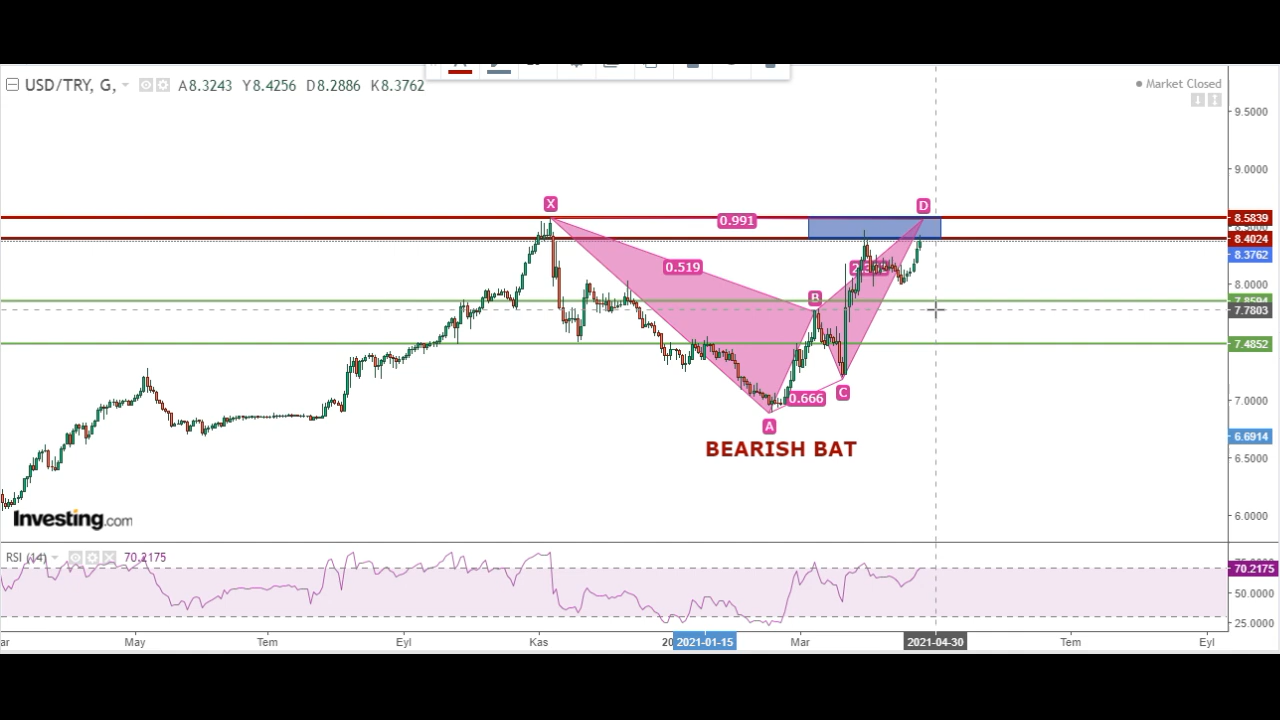 USD/TRY, G, A8.3243 Y8.4256 D8.2886 K8.3762
Market Closed
9.5000
9.0000
X
D
8.5839
0.991
8.4024
8.3762
0.519
8.0000
B
7.7803
7.4852
C
7.0000
0.666
A
6.6914
BEARISH BAT
6.5000
6.0000
Investing.com
RSI (14) 70.2175
70.2175
50.0000
25.0000
May Tem Eyl Kas 2021-01-15 Mar 2021-04-30 Tem Eyl